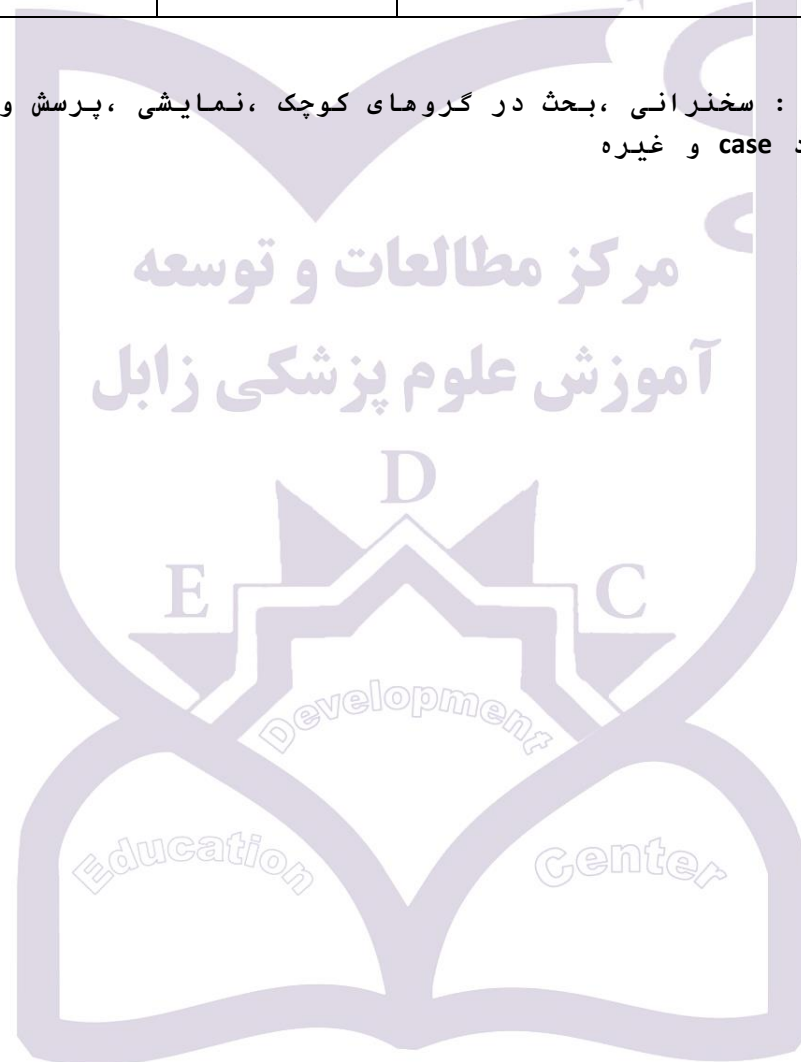 : سخنرانی ،بحث در گروهای کوچک ،نمایشی ،پرسش و
case و غیره
مرکز مطالعات و توسعه
آموزش علوم پزشکی زابل
D
E C
Development
Education Center